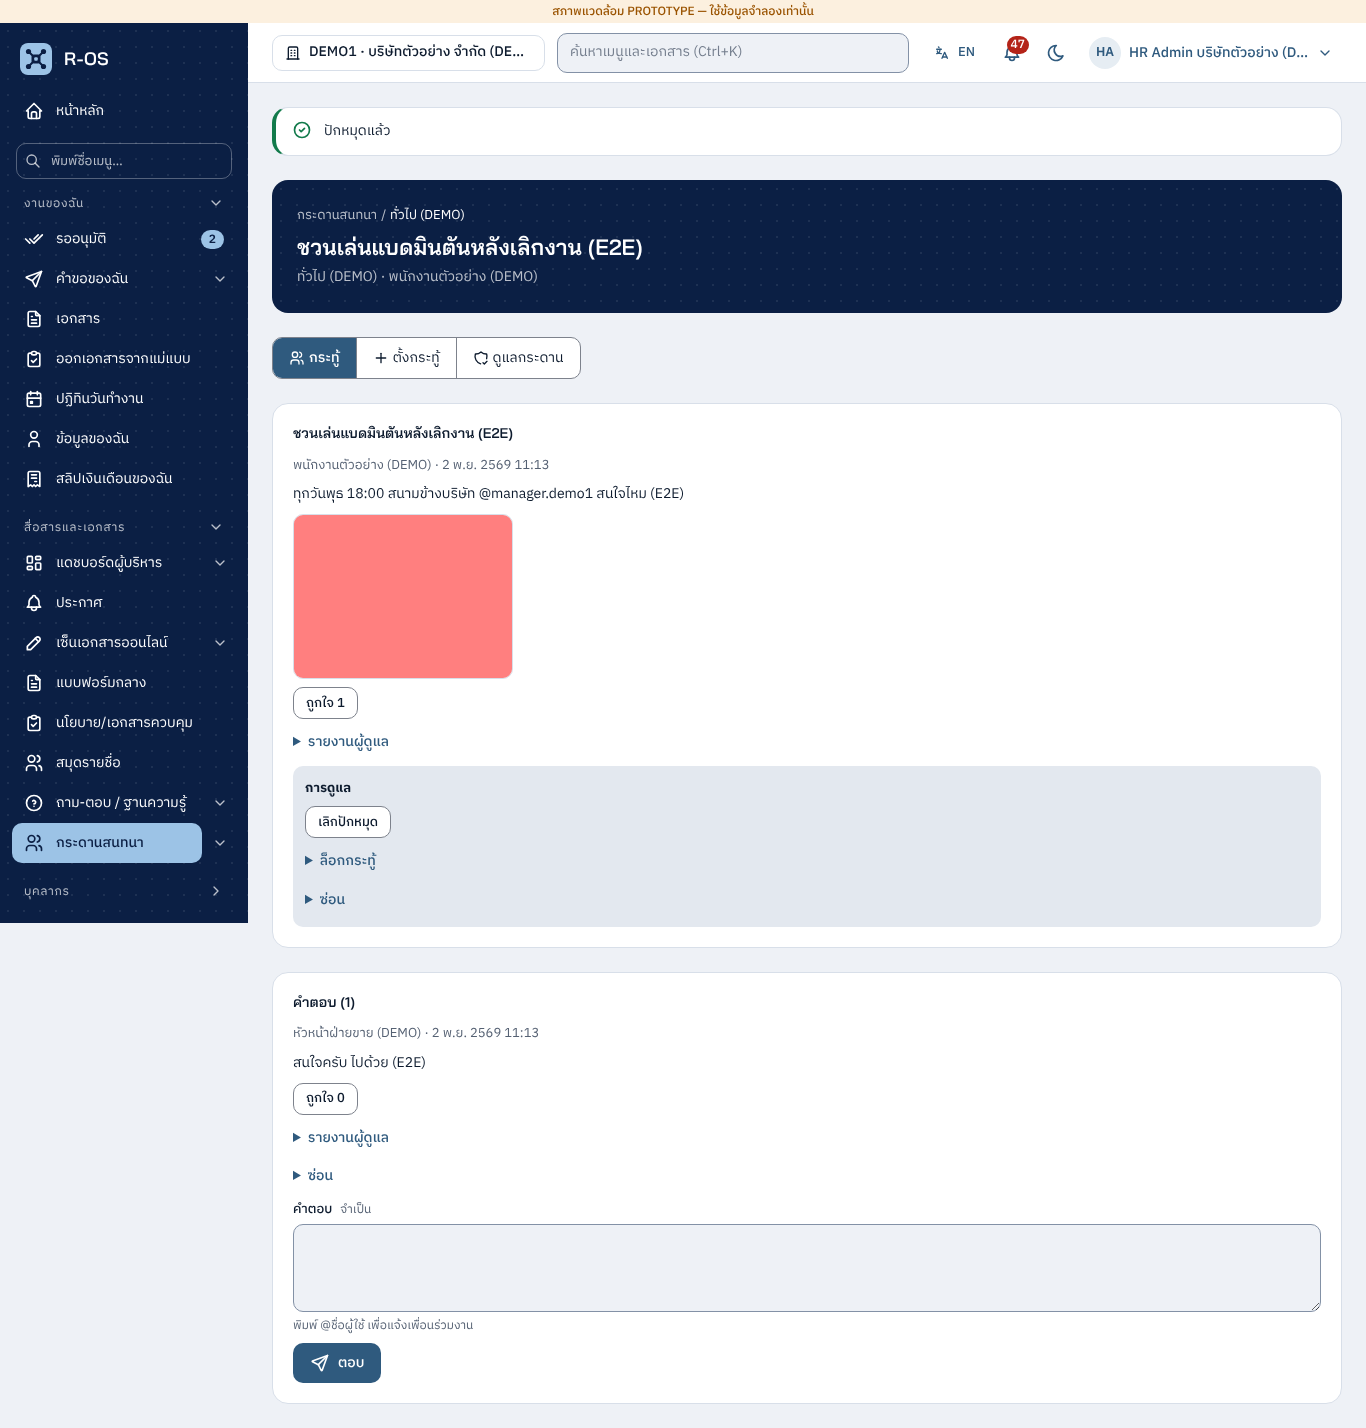 สภาพแวดล้อม PROTOTYPE — ใช้ข้อมูลจำลองเท่านั้น
R-OS
DEMO1 · บริษัทตัวอย่าง จำกัด (DE...
ค้นหาเมนูและเอกสาร (Ctrl+K)
EN
47
HA
HR Admin บริษัทตัวอย่าง (D...
หน้าหลัก
พิมพ์ชื่อเมนู...
งานของฉัน
รออนุมัติ
2
คำขอของฉัน
เอกสาร
ออกเอกสารจากแม่แบบ
ปฏิทินวันทำงาน
ข้อมูลของฉัน
สลิปเงินเดือนของฉัน
สื่อสารและเอกสาร
แดชบอร์ดผู้บริหาร
ประกาศ
เซ็นเอกสารออนไลน์
แบบฟอร์มกลาง
นโยบาย/เอกสารควบคุม
สมุดรายชื่อ
ถาม-ตอบ / ฐานความรู้
กระดานสนทนา
บุคลากร
ปักหมุดแล้ว
กระดานสนทนา / ทั่วไป (DEMO)
ชวนเล่นแบดมินตันหลังเลิกงาน (E2E)
ทั่วไป (DEMO) · พนักงานตัวอย่าง (DEMO)
กระทู้
ตั้งกระทู้
ดูแลกระดาน
ชวนเล่นแบดมินตันหลังเลิกงาน (E2E)
พนักงานตัวอย่าง (DEMO) · 2 พ.ย. 2569 11:13
ทุกวันพุธ 18:00 สนามข้างบริษัท @manager.demo1 สนใจไหม (E2E)
ถูกใจ 1
รายงานผู้ดูแล
การดูแล
เลิกปักหมุด
ล็อกกระทู้
ซ่อน
คำตอบ (1)
หัวหน้าฝ่ายขาย (DEMO) · 2 พ.ย. 2569 11:13
สนใจครับ ไปด้วย (E2E)
ถูกใจ 0
รายงานผู้ดูแล
ซ่อน
คำตอบ จำเป็น
พิมพ์ @ชื่อผู้ใช้ เพื่อแจ้งเพื่อนร่วมงาน
ตอบ